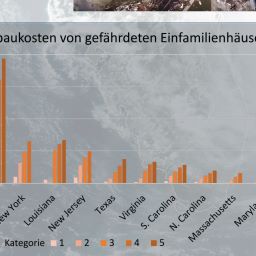 baukosten von gefährdeten Einfamilienhäuse
New York
Louisiana
New Jersey
Texas
Virginia
S. Carolina
N. Carolina
Massachusetts
Kategorie 1 2 3 4 5